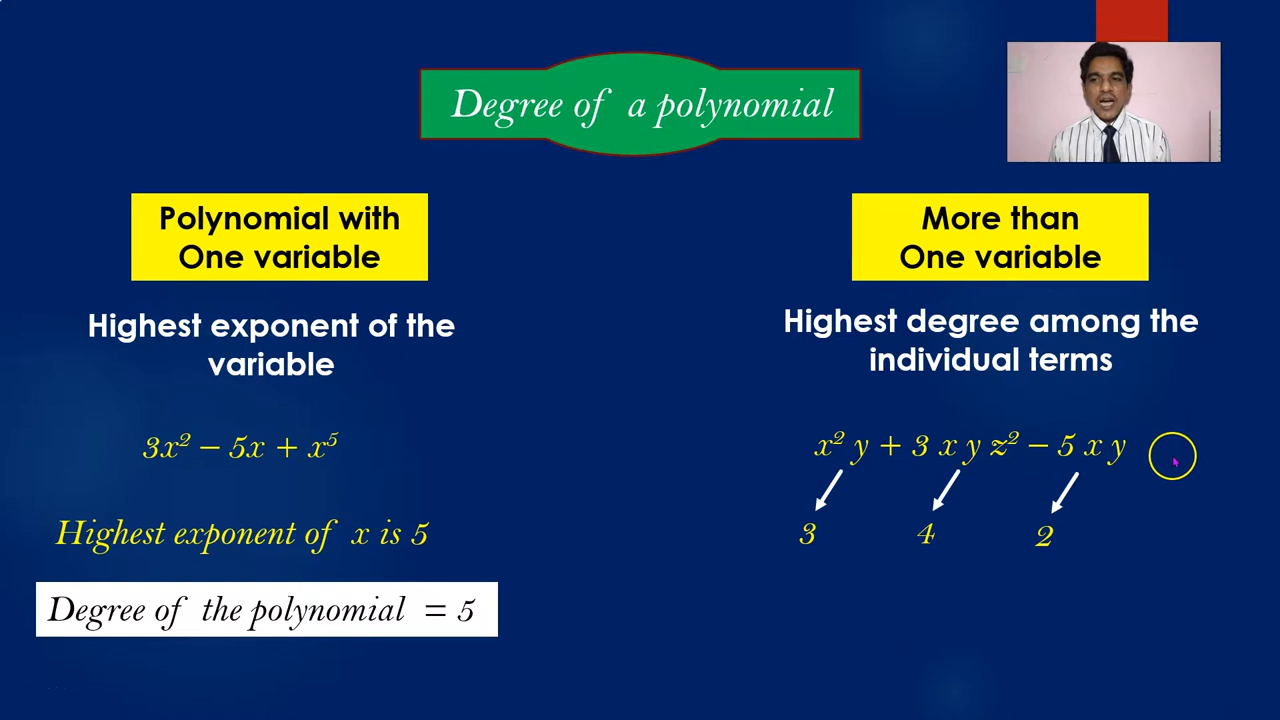 Degree of a polynomial
Polynomial with
One variable
Highest exponent of the
variable
3x² − 5x + x⁵
Highest exponent of x is 5
Degree of the polynomial = 5
More than
One variable
Highest degree among the
individual terms
x² y + 3 x y z² − 5 x y
3 4 2